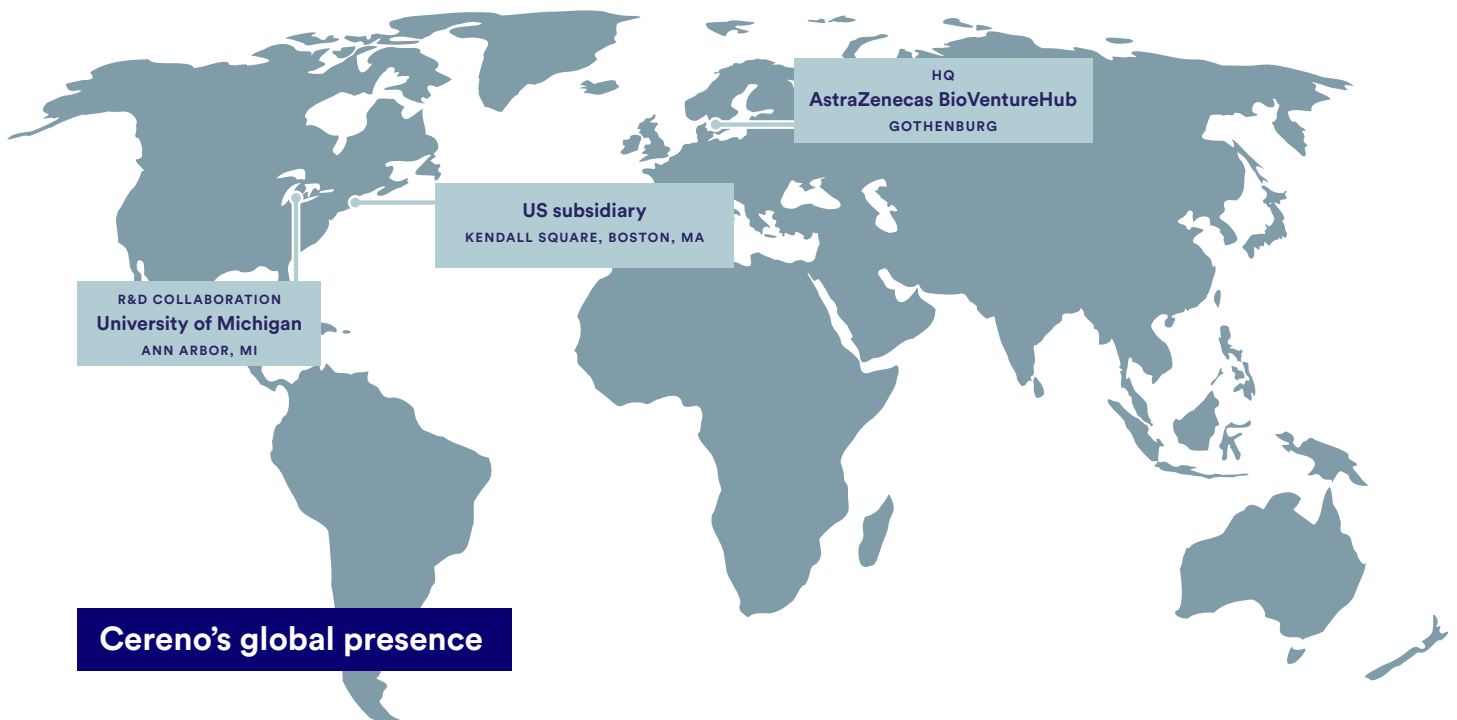 HQ
AstraZenecas BioVentureHub
GOTHENBURG
US subsidiary
KENDALL SQUARE, BOSTON, MA
R&D COLLABORATION
University of Michigan
ANN ARBOR, MI
Cereno’s global presence